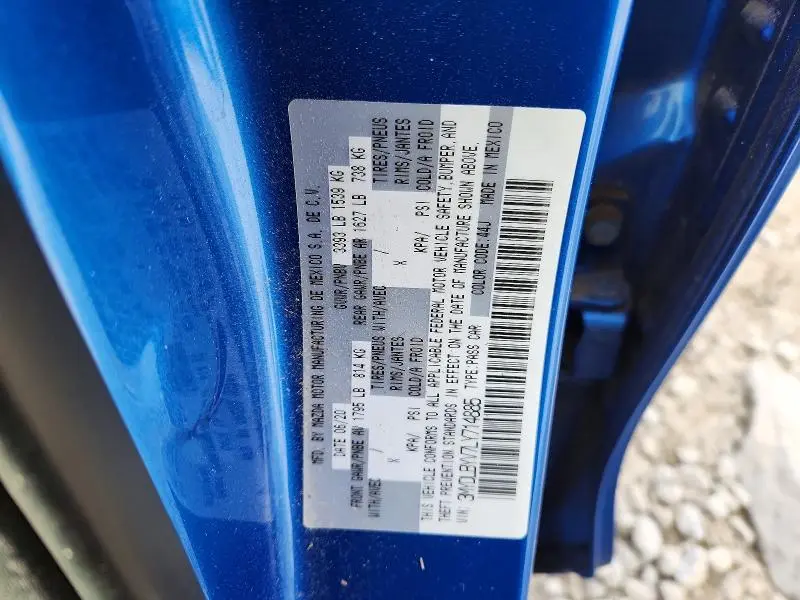 MFD. BY MAZDA MOTOR MANUFACTURING DE MEXICO S.A. DE C.V.
DATE 06/20 GVWR/PNBV 3393 LB 1539 KG
FRONT GAWR/PNBE AV 1795 LB 814 KG REAR GAWR/PNBE AR 1627 LB 738 KG
WITH/AVEC TIRES/PNEUS WITH/AVEC TIRES/PNEUS
/ RIMS/JANTES / RIMS/JANTES
X KPA/ PSI COLD/A FROID X KPA/ PSI COLD/A FROID
THIS VEHICLE CONFORMS TO ALL APPLICABLE FEDERAL MOTOR VEHICLE SAFETY, BUMPER, AND
THEFT PREVENTION STANDARDS IN EFFECT ON THE DATE OF MANUFACTURE SHOWN ABOVE.
VIN: 3MYDLBYV7LY714885 TYPE:PASS CAR COLOR CODE:44J MADE IN MEXICO